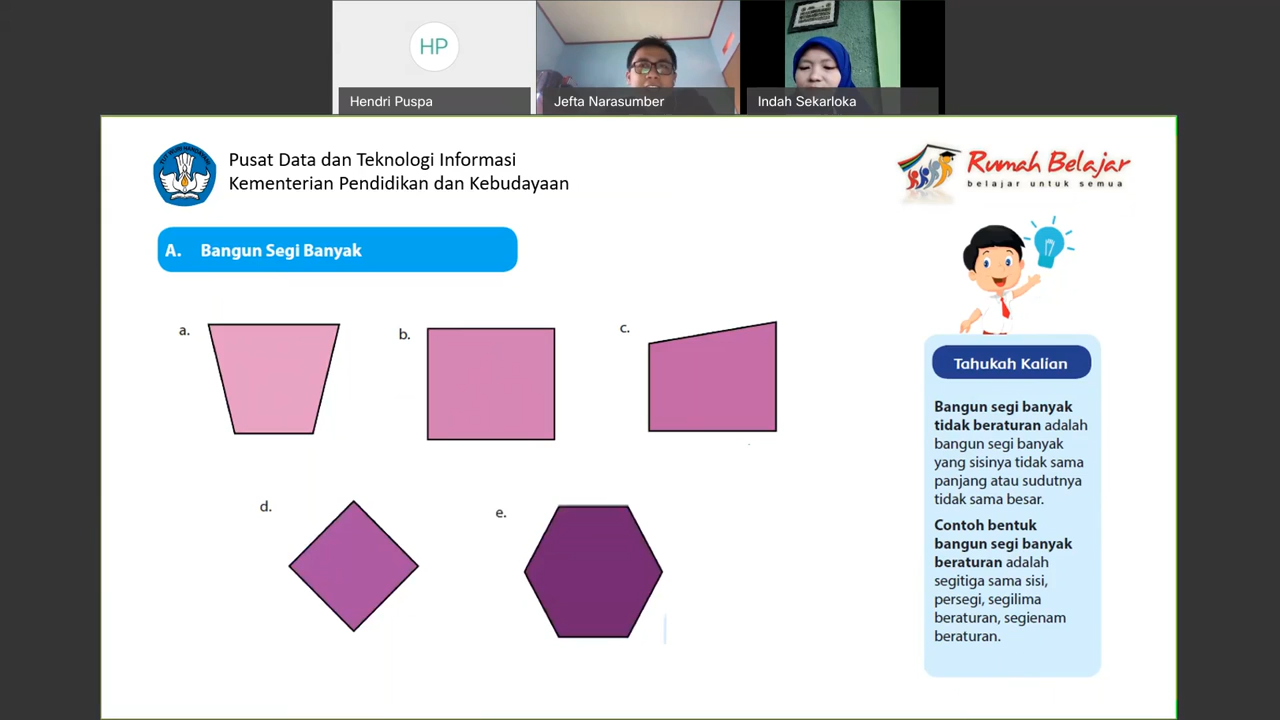 HP
Hendri Puspa
Jefta Narasumber
Indah Sekarloka
TUT WURI HANDAYANI
Pusat Data dan Teknologi Informasi
Kementerian Pendidikan dan Kebudayaan
Rumah Belajar
belajar untuk semua
A. Bangun Segi Banyak
a.
b.
c.
d.
e.
Tahukah Kalian
Bangun segi banyak
tidak beraturan adalah
bangun segi banyak
yang sisinya tidak sama
panjang atau sudutnya
tidak sama besar.
Contoh bentuk
bangun segi banyak
beraturan adalah
segitiga sama sisi,
persegi, segilima
beraturan, segienam
beraturan.